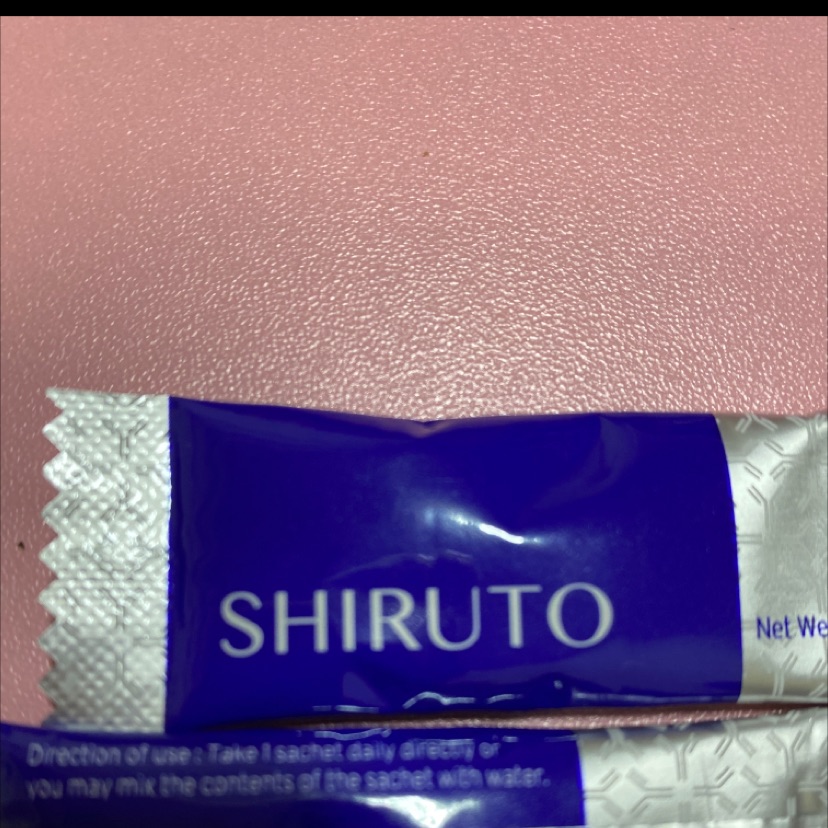 SHIRUTO
Net We
Direction of use : Take 1 sachet daily directly or
you may mix the contents of the sachet with water.